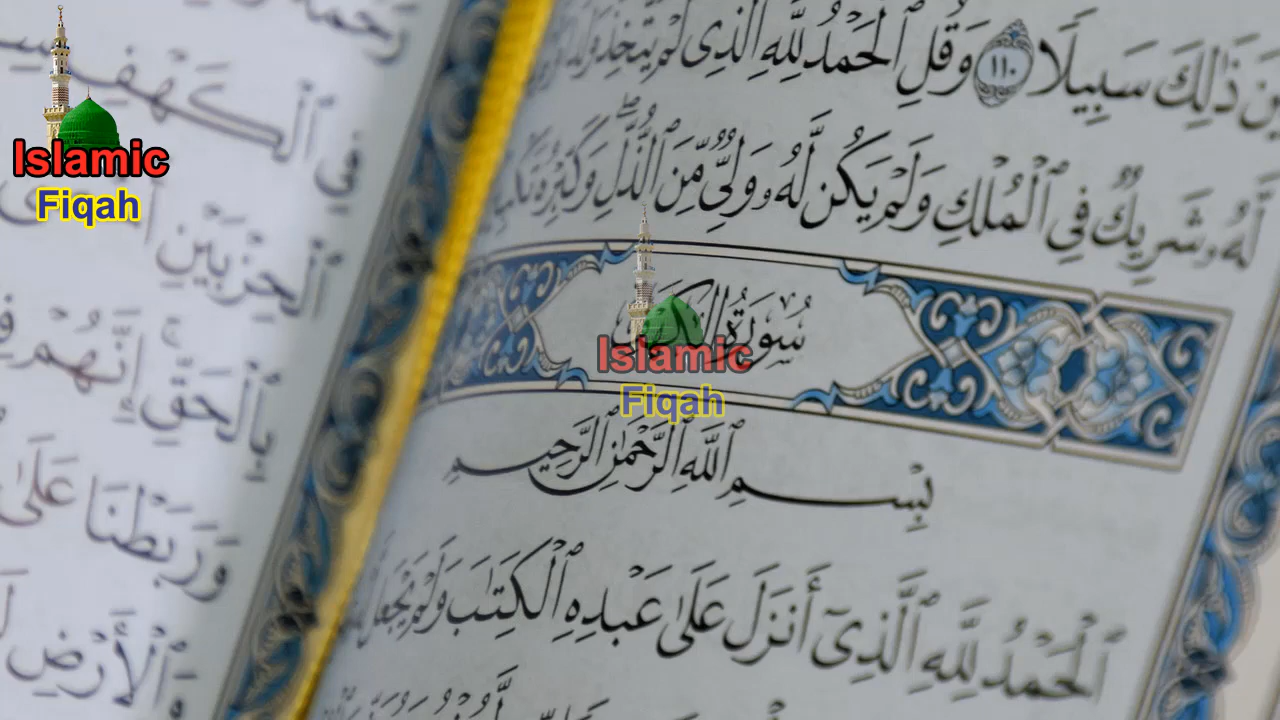 نَ ذَٰلِكَ سَبِيلًا ١١٠ وَقُلِ ٱلْحَمْدُ لِلَّهِ ٱلَّذِى لَمْ يَتَّخِذْ وَلَدًا
لَّهُۥ شَرِيكٌ فِى ٱلْمُلْكِ وَلَمْ يَكُن لَّهُۥ وَلِىٌّ مِّنَ ٱلذُّلِّ وَكَبِّرْهُ تَكْبِ
سُورَةُ الكَهْفِ
بِسْمِ ٱللَّهِ ٱلرَّحْمَٰنِ ٱلرَّحِيمِ
ٱلْحَمْدُ لِلَّهِ ٱلَّذِىٓ أَنزَلَ عَلَىٰ عَبْدِهِ ٱلْكِتَٰبَ وَلَمْ يَجْعَل
رَحْمَة
فِى ٱلْكَهْفِ سِ
ٱلْحِزْبَيْنِ
بِٱلْحَقِّ ۚ إِنَّهُمْ فِ
وَرَبَطْنَا عَلَىٰ
وَٱلْأَرْضِ لَ
Islamic
Fiqah
Islamic
Fiqah